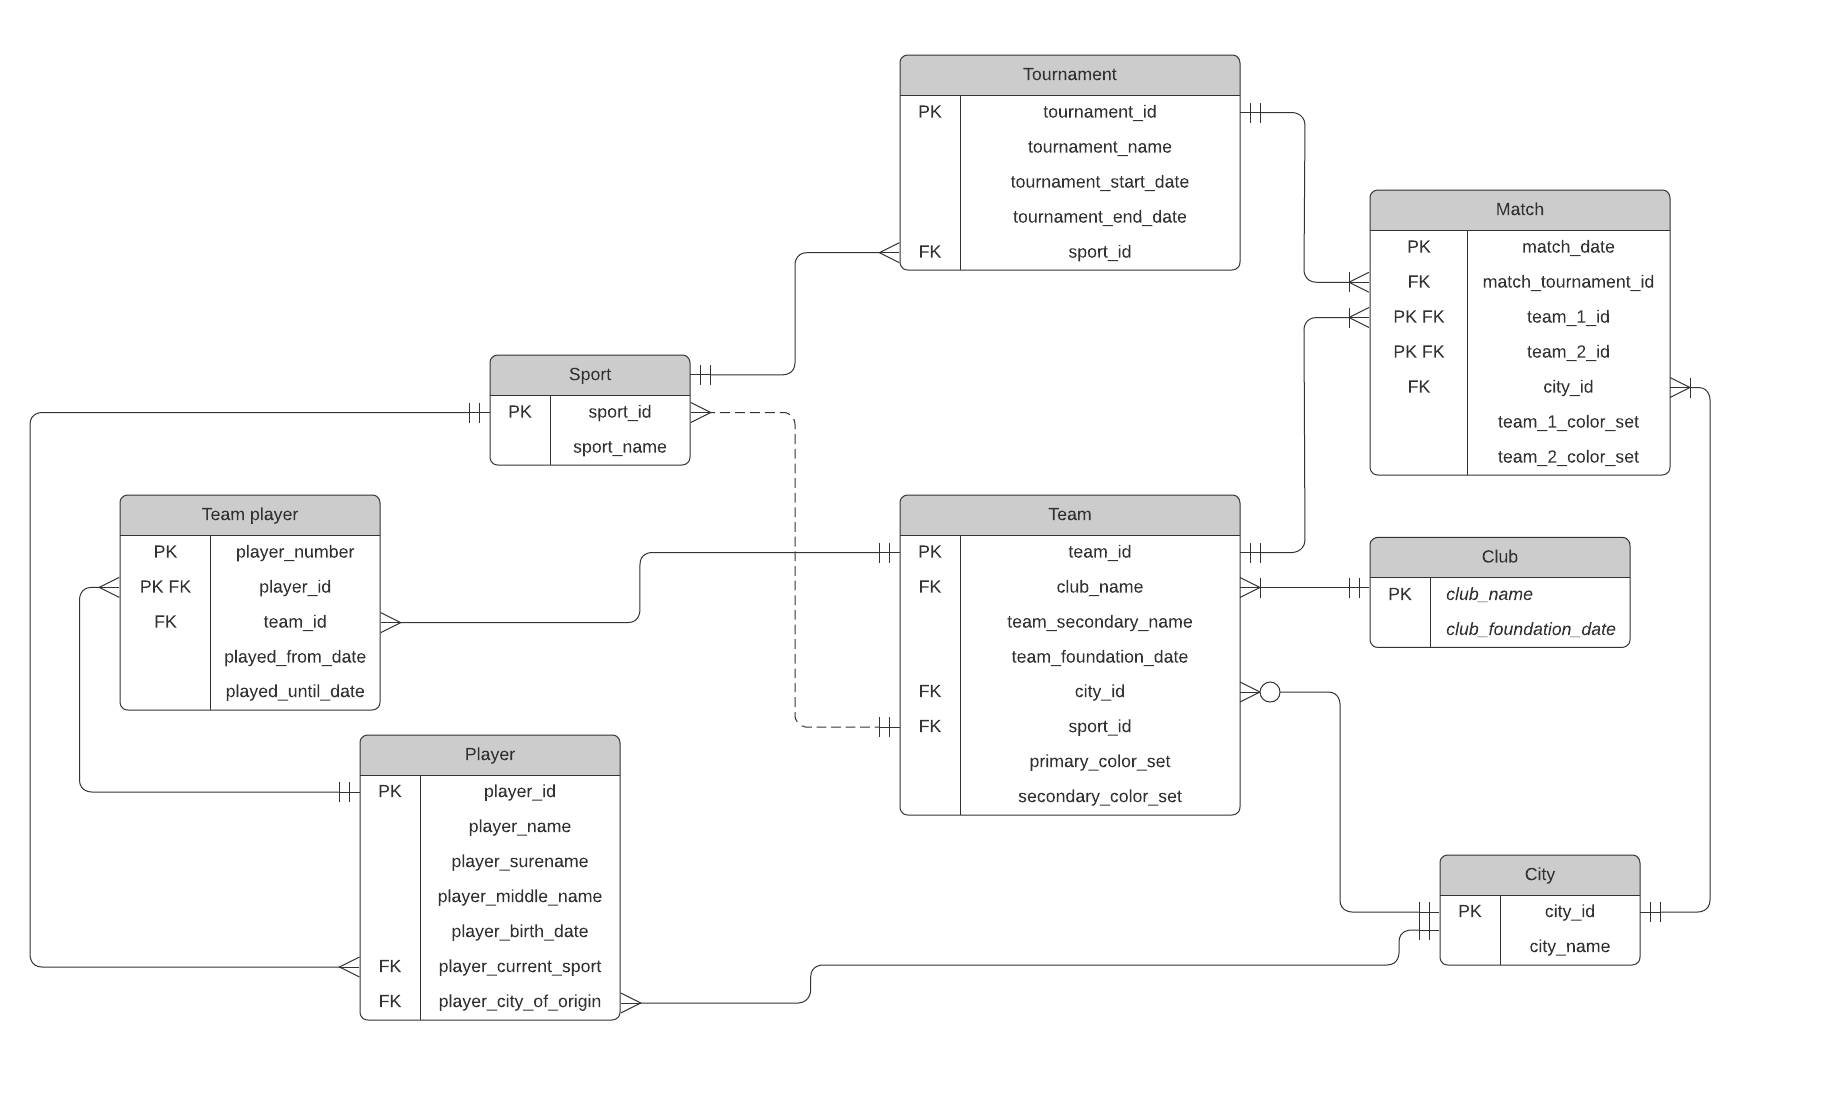 Tournament
PK tournament_id
tournament_name
tournament_start_date
tournament_end_date
FK sport_id
Match
PK match_date
FK match_tournament_id
PK FK team_1_id
PK FK team_2_id
FK city_id
team_1_color_set
team_2_color_set
Sport
PK sport_id
sport_name
Team player
PK player_number
PK FK player_id
FK team_id
played_from_date
played_until_date
Team
PK team_id
FK club_name
team_secondary_name
team_foundation_date
FK city_id
FK sport_id
primary_color_set
secondary_color_set
Club
PK club_name
club_foundation_date
Player
PK player_id
player_name
player_surename
player_middle_name
player_birth_date
FK player_current_sport
FK player_city_of_origin
City
PK city_id
city_name